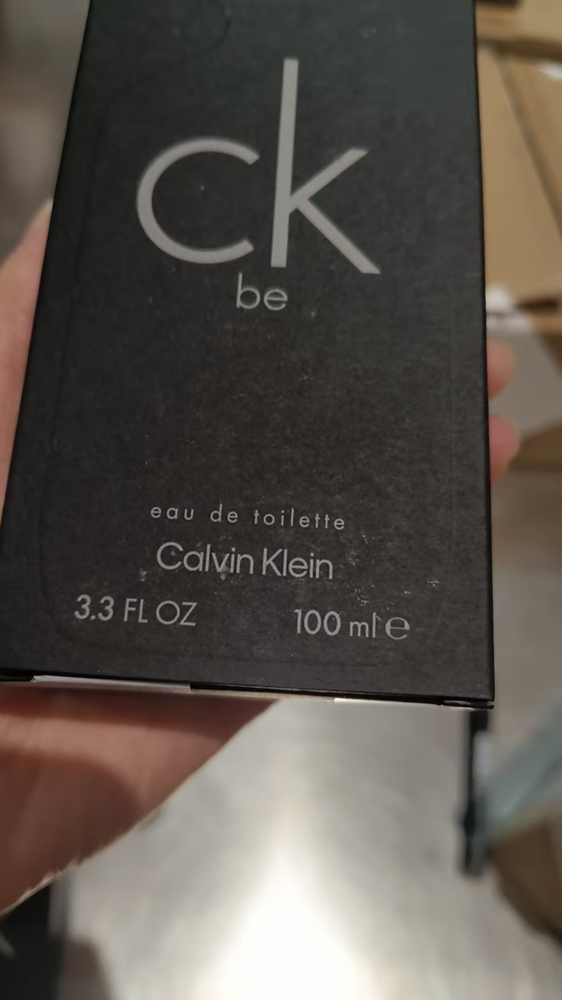 ck
be
eau de toilette
Calvin Klein
3.3 FL OZ 100 ml ℮